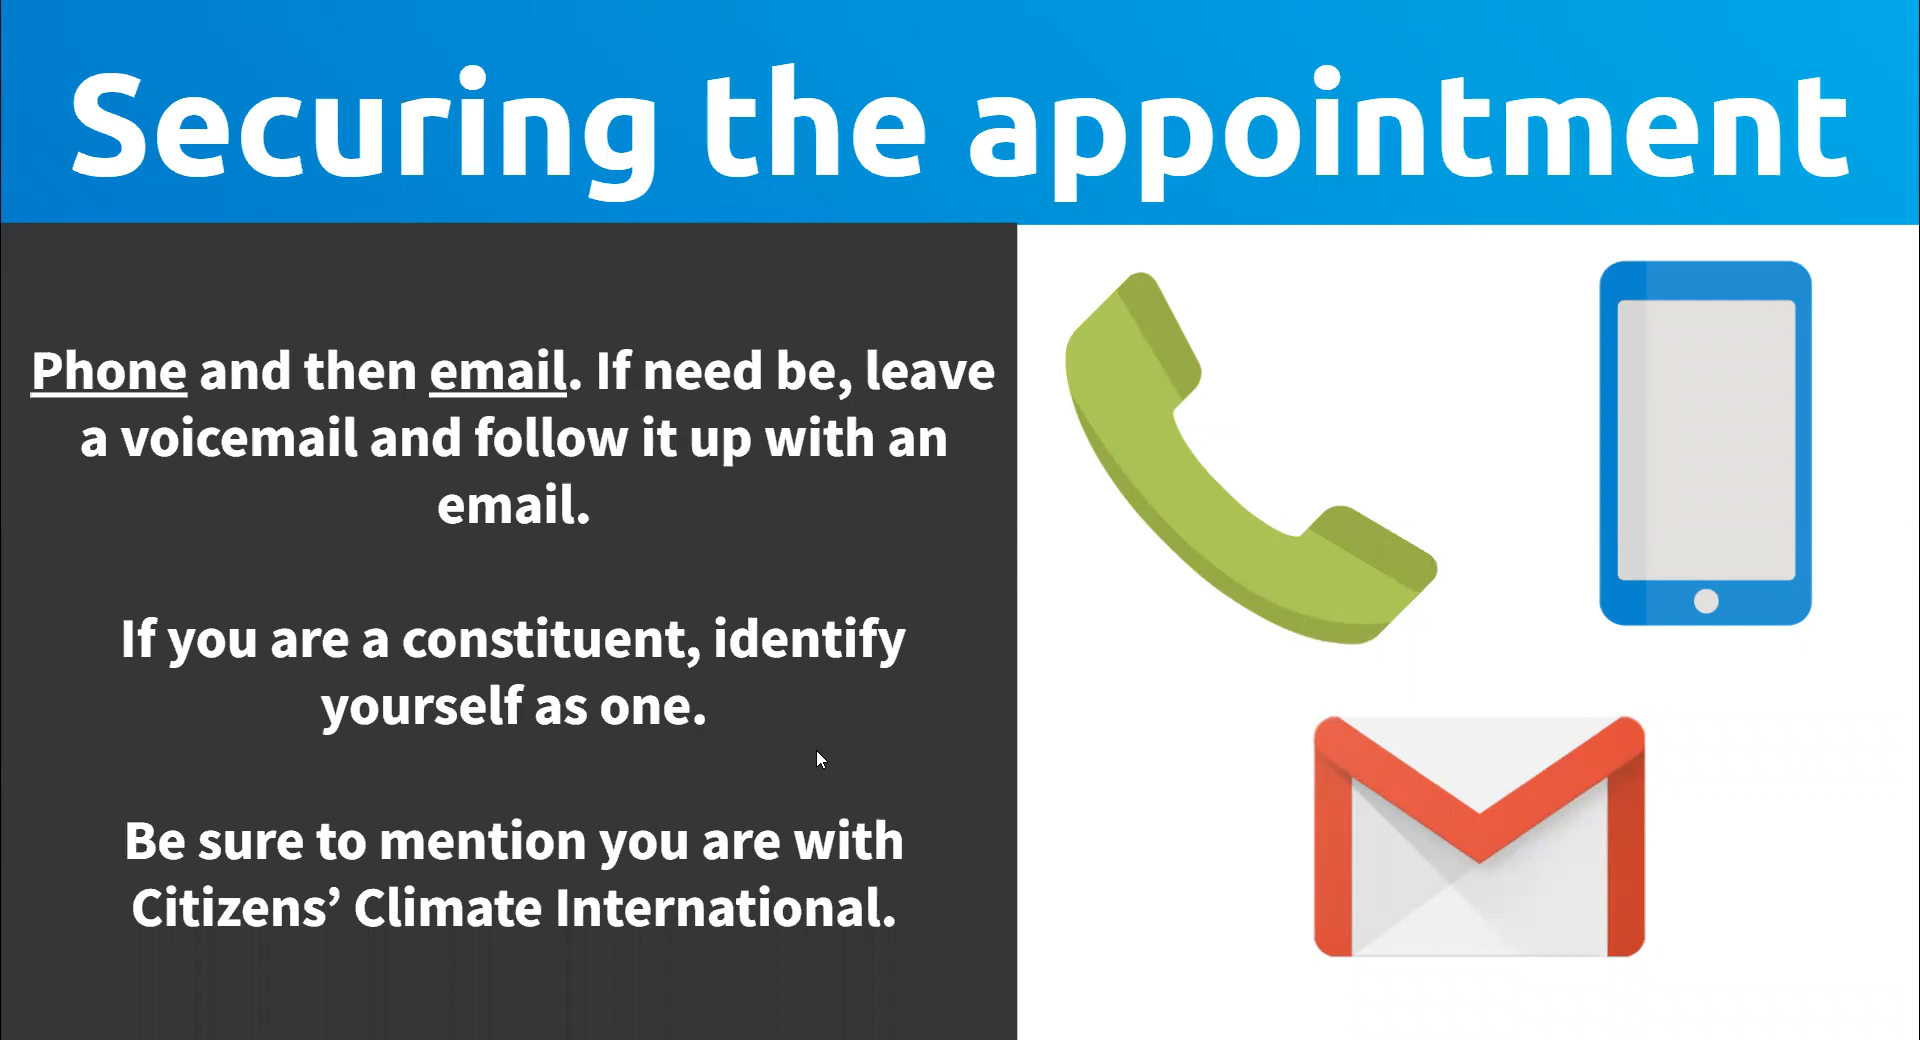 Securing the appointment
Phone and then email. If need be, leave
a voicemail and follow it up with an
email.
If you are a constituent, identify
yourself as one.
Be sure to mention you are with
Citizens’ Climate International.